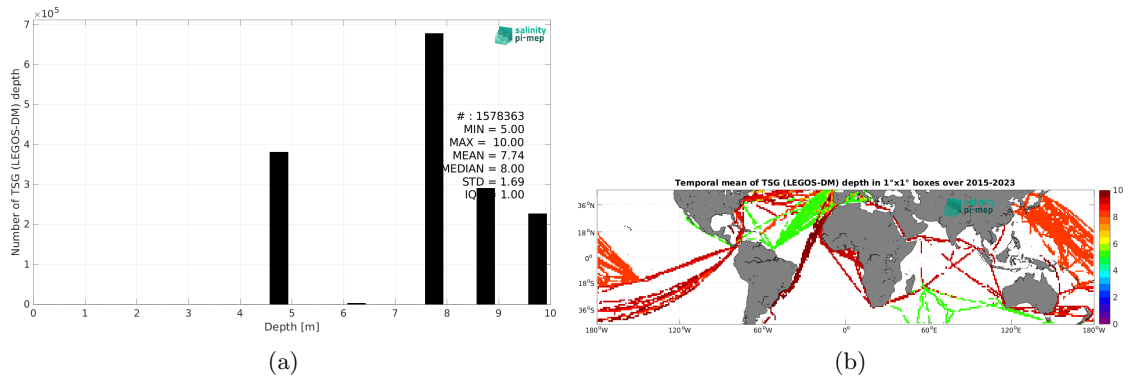 ×10⁵
7
6
5
4
3
2
1
0
Number of TSG (LEGOS-DM) depth
salinity
pi-mep
# : 1578363
MIN = 5.00
MAX = 10.00
MEAN = 7.74
MEDIAN = 8.00
STD = 1.69
= 1.00
0 1 2 3 4 5 6 7 8 9 10
Depth [m]
(a)
Temporal mean of TSG (LEGOS-DM) depth in 1°x1° boxes over 2015-2023
salinity
pi-mep
36°N
18°N
0°
18°S
36°S
180°W 120°W 60°W 0° 60°E 120°E 180°W
10
8
6
4
2
0
(b)